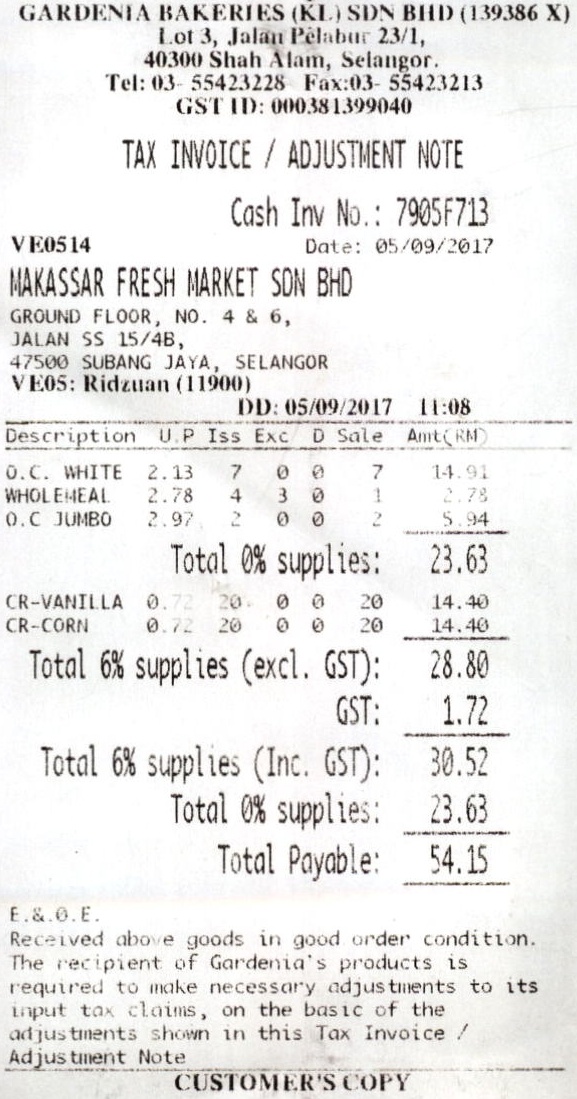 GARDENIA BAKERIES (KL) SDN BHD (139386 X)
Lot 3, Jalan Pelabur 23/1,
40300 Shah Alam, Selangor.
Tel: 03- 55423228 Fax:03- 55423213
GST ID: 000381399040
TAX INVOICE / ADJUSTMENT NOTE
Cash Inv No.: 7905F713
VE0514 Date: 05/09/2017
MAKASSAR FRESH MARKET SDN BHD
GROUND FLOOR, NO. 4 & 6,
JALAN SS 15/4B,
47500 SUBANG JAYA, SELANGOR
VE05: Ridzuan (11900)
DD: 05/09/2017 11:08
Description U.P Iss Exc D Sale Amt(RM)
O.C. WHITE 2.13 7 0 0 7 14.91
WHOLEMEAL 2.78 4 3 0 1 2.78
O.C JUMBO 2.97 2 0 0 2 5.94
Total 0% supplies: 23.63
CR-VANILLA 0.72 20 0 0 20 14.40
CR-CORN 0.72 20 0 0 20 14.40
Total 6% supplies (excl. GST): 28.80
GST: 1.72
Total 6% supplies (Inc. GST): 30.52
Total 0% supplies: 23.63
Total Payable: 54.15
E.&.O.E.
Received above goods in good order condition.
The recipient of Gardenia's products is
required to make necessary adjustments to its
input tax claims, on the basic of the
adjustments shown in this Tax Invoice /
Adjustment Note
CUSTOMER'S COPY